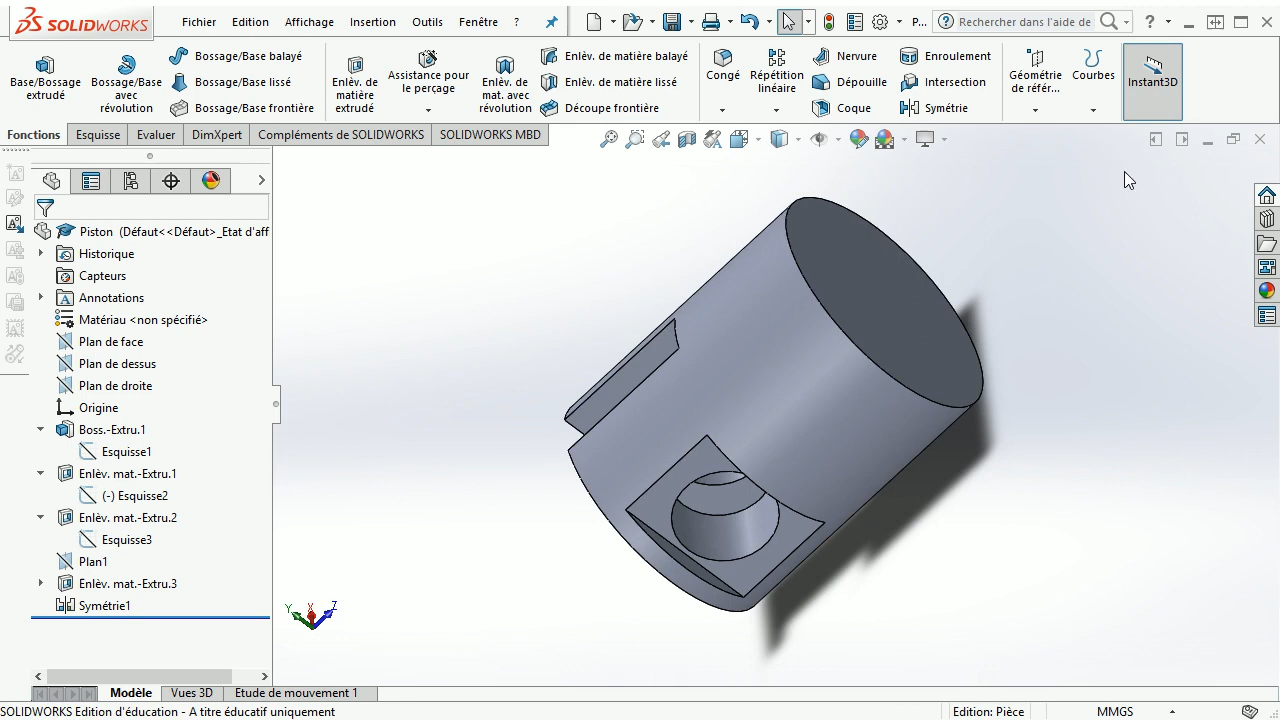 SOLIDWORKS
Fichier Edition Affichage Insertion Outils Fenêtre ?
P...
Rechercher dans l'aide de
?
Base/Bossage extrudé
Bossage/Base avec révolution
Bossage/Base balayé
Bossage/Base lissé
Bossage/Base frontière
Enlèv. de matière extrudé
Assistance pour le perçage
Enlèv. de mat. avec révolution
Enlèv. de matière balayé
Enlèv. de matière lissé
Découpe frontière
Congé
Répétition linéaire
Nervure
Dépouille
Coque
Enroulement
Intersection
Symétrie
Géométrie de référ...
Courbes
Instant3D
Fonctions Esquisse Evaluer DimXpert Compléments de SOLIDWORKS SOLIDWORKS MBD
Piston (Défaut<<Défaut>_Etat d'aff
Historique
Capteurs
Annotations
Matériau <non spécifié>
Plan de face
Plan de dessus
Plan de droite
Origine
Boss.-Extru.1
Esquisse1
Enlèv. mat.-Extru.1
(-) Esquisse2
Enlèv. mat.-Extru.2
Esquisse3
Plan1
Enlèv. mat.-Extru.3
Symétrie1
Y X Z
Modèle Vues 3D Etude de mouvement 1
SOLIDWORKS Edition d'éducation - A titre éducatif uniquement
Edition: Pièce
MMGS